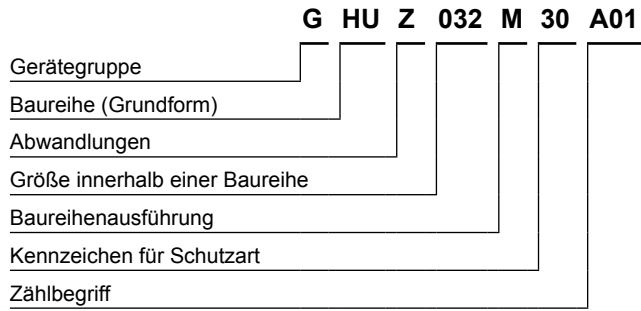 G HU Z 032 M 30 A01
Gerätegruppe
Baureihe (Grundform)
Abwandlungen
Größe innerhalb einer Baureihe
Baureihenausführung
Kennzeichen für Schutzart
Zählbegriff